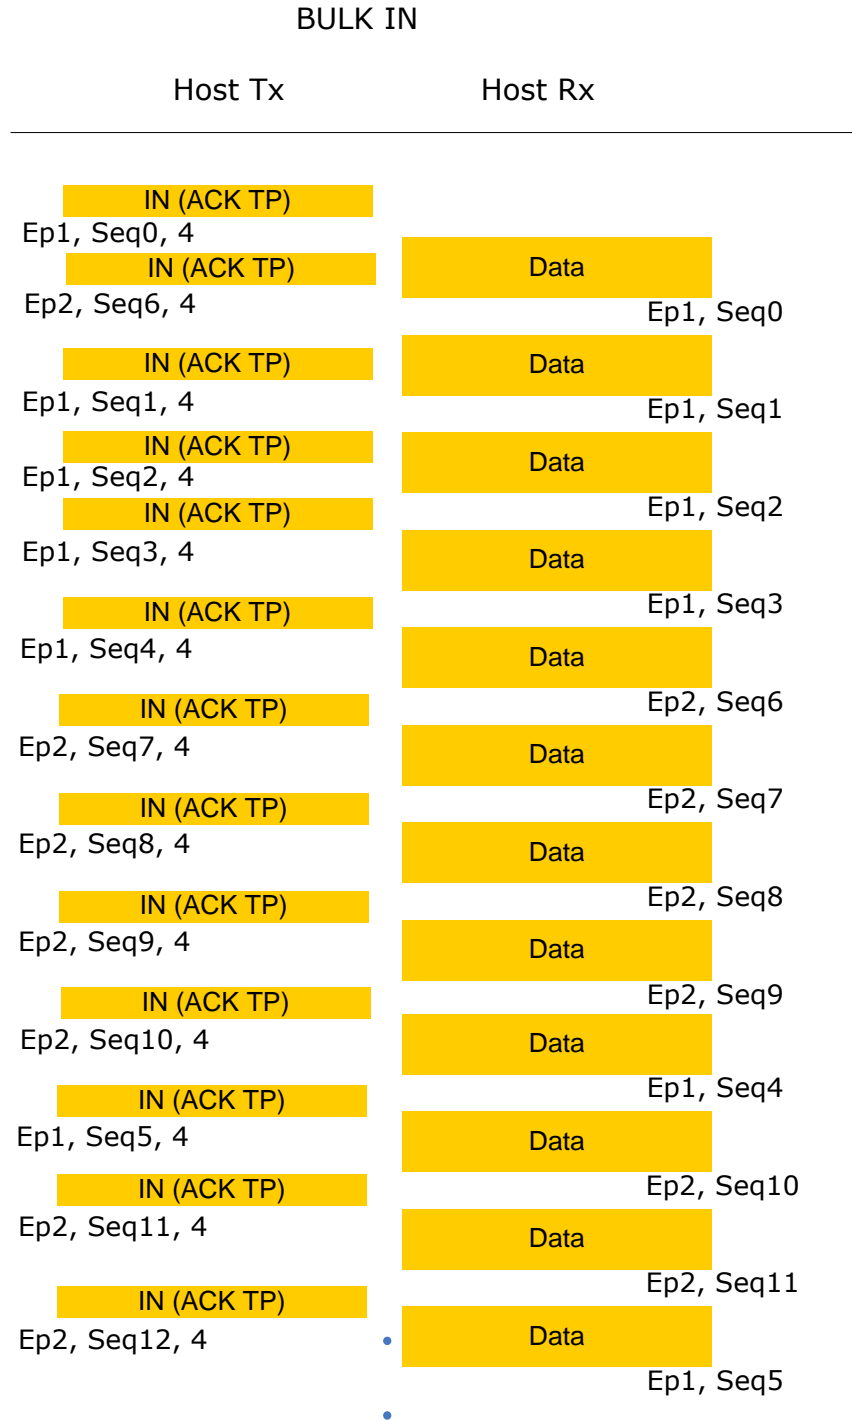 BULK IN
Host Tx
Host Rx
IN (ACK TP)
Ep1, Seq0, 4
IN (ACK TP)
Data
Ep2, Seq6, 4
Ep1, Seq0
IN (ACK TP)
Data
Ep1, Seq1, 4
Ep1, Seq1
IN (ACK TP)
Data
Ep1, Seq2, 4
Ep1, Seq2
IN (ACK TP)
Ep1, Seq3, 4
Data
Ep1, Seq3
IN (ACK TP)
Ep1, Seq4, 4
Data
Ep2, Seq6
IN (ACK TP)
Ep2, Seq7, 4
Data
Ep2, Seq7
IN (ACK TP)
Ep2, Seq8, 4
Data
Ep2, Seq8
IN (ACK TP)
Ep2, Seq9, 4
Data
Ep2, Seq9
IN (ACK TP)
Ep2, Seq10, 4
Data
Ep1, Seq4
IN (ACK TP)
Ep1, Seq5, 4
Data
Ep2, Seq10
IN (ACK TP)
Ep2, Seq11, 4
Data
Ep2, Seq11
IN (ACK TP)
Ep2, Seq12, 4
Data
Ep1, Seq5